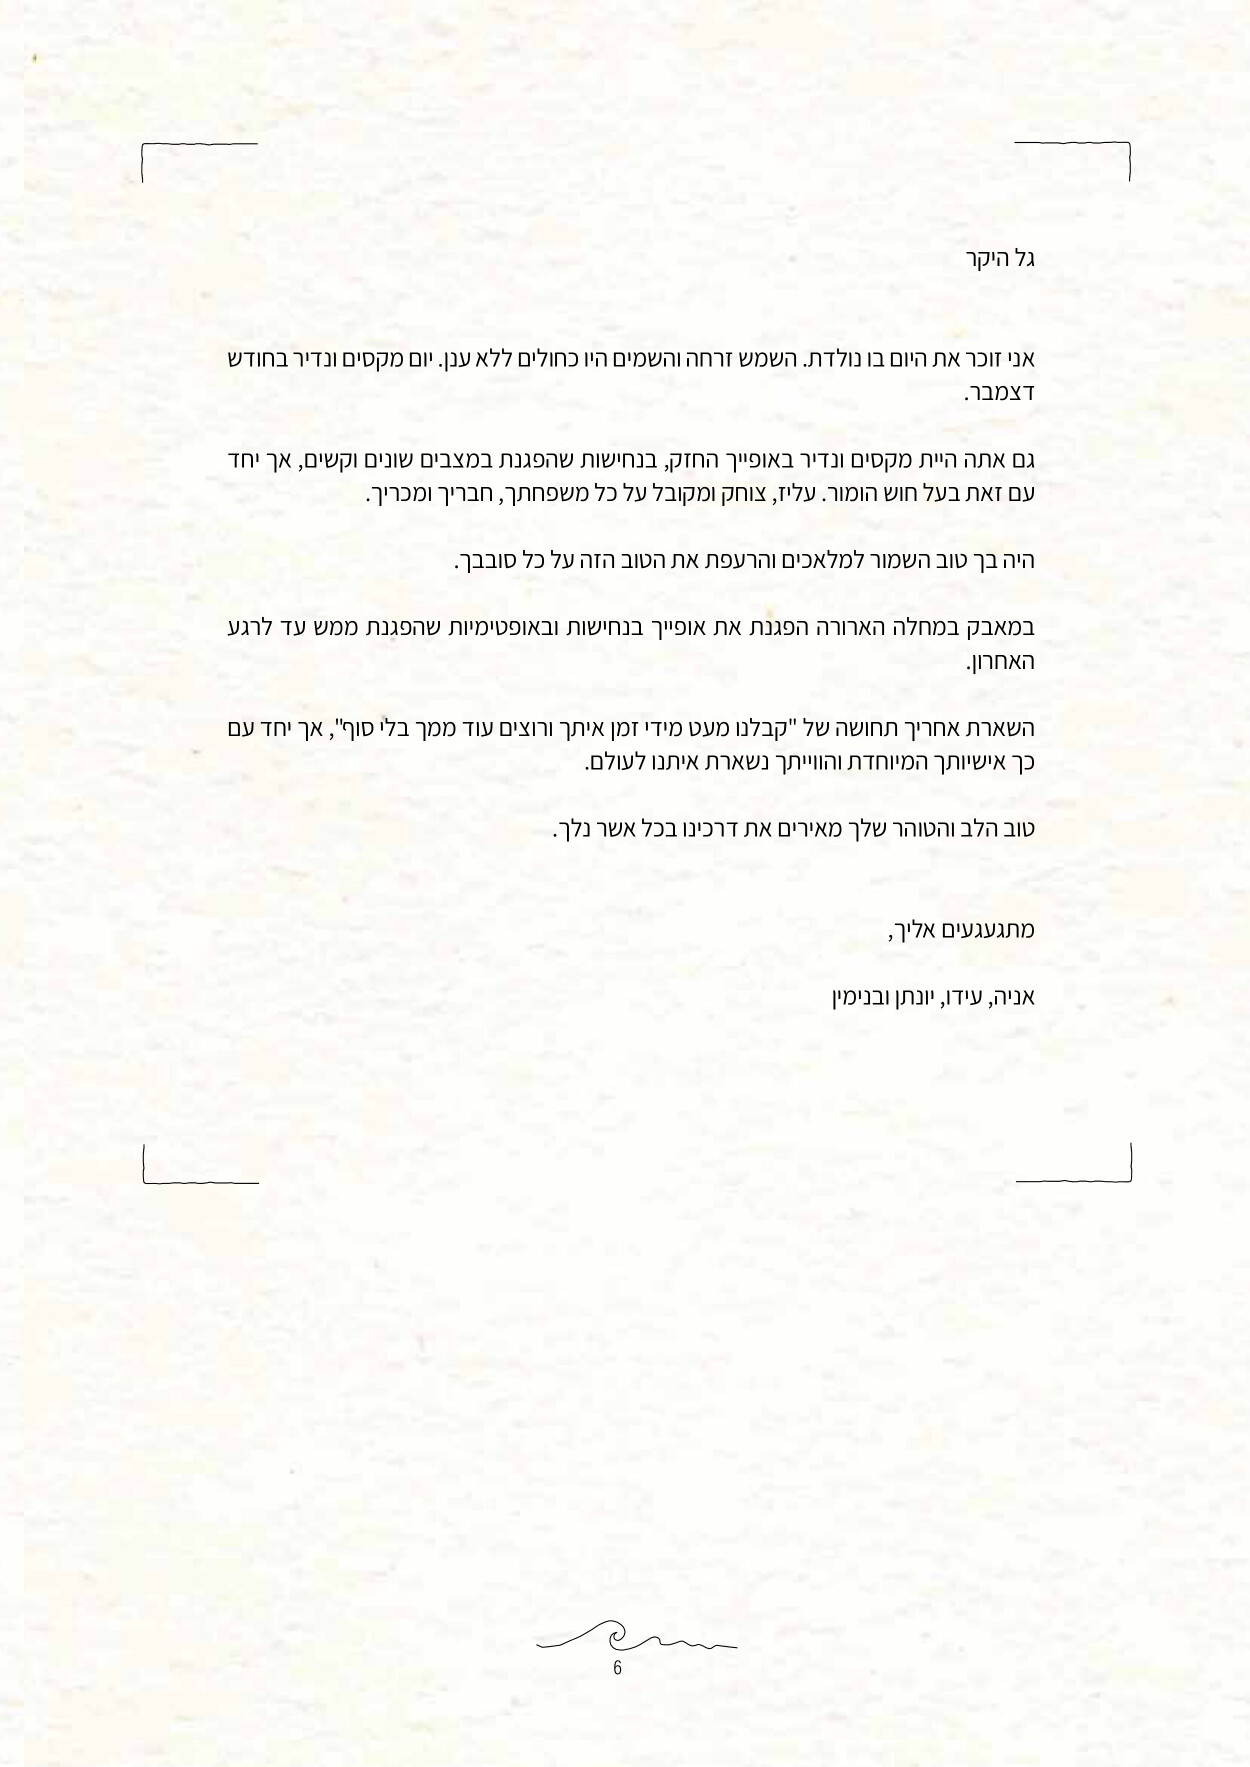 גל היקר
אני זוכר את היום בו נולדת. השמש זרחה והשמים היו כחולים ללא ענן. יום מקסים ונדיר בחודש
דצמבר.
גם אתה היית מקסים ונדיר באופייך החזק, בנחישות שהפגנת במצבים שונים וקשים, אך יחד
עם זאת בעל חוש הומור. עליז, צוחק ומקובל על כל משפחתך, חבריך ומכריך.
היה בך טוב השמור למלאכים והרעפת את הטוב הזה על כל סובבך.
במאבק במחלה הארורה הפגנת את אופייך בנחישות ובאופטימיות שהפגנת ממש עד לרגע
האחרון.
השארת אחריך תחושה של "קבלנו מעט מידי זמן איתך ורוצים עוד ממך בלי סוף", אך יחד עם
כך אישיותך המיוחדת והווייתך נשארת איתנו לעולם.
טוב הלב והטוהר שלך מאירים את דרכינו בכל אשר נלך.
מתגעגעים אליך,
אניה, עידו, יונתן ובנימין
6